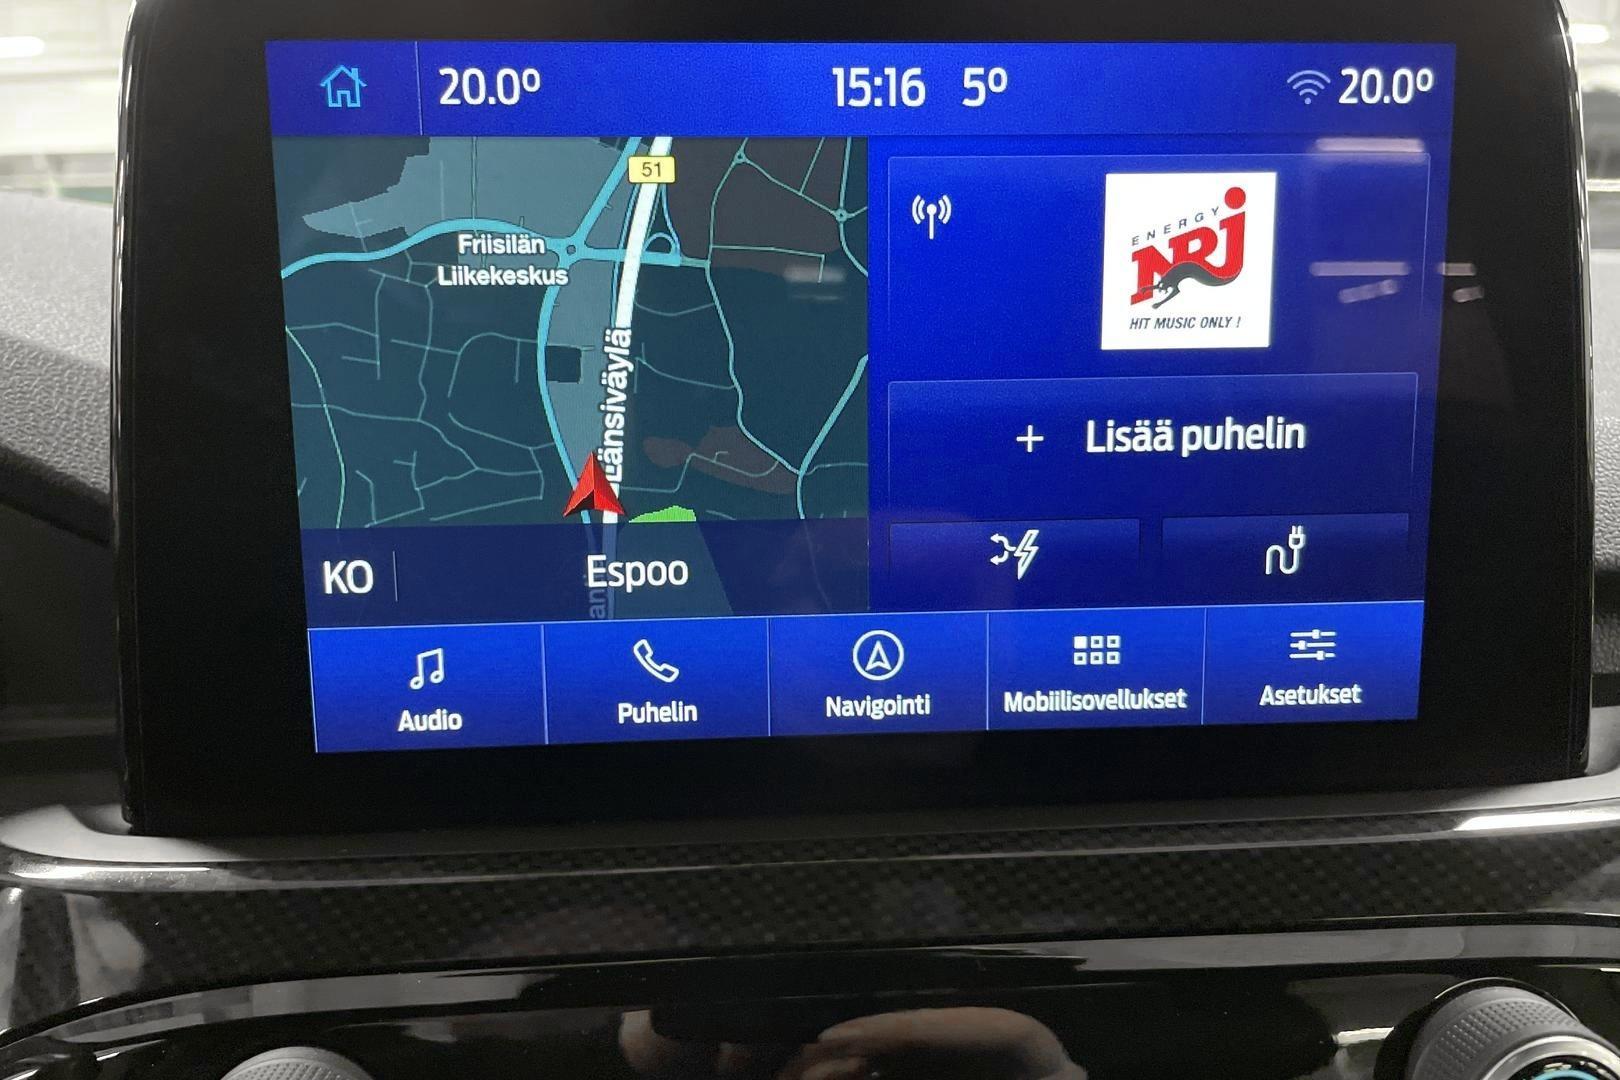 20.0º
15:16
5º
20.0º
51
Friisilän
Liikekeskus
Länsiväylä
KO
Espoo
ENERGY
NRJ
HIT MUSIC ONLY !
+ Lisää puhelin
Audio
Puhelin
Navigointi
Mobiilisovellukset
Asetukset